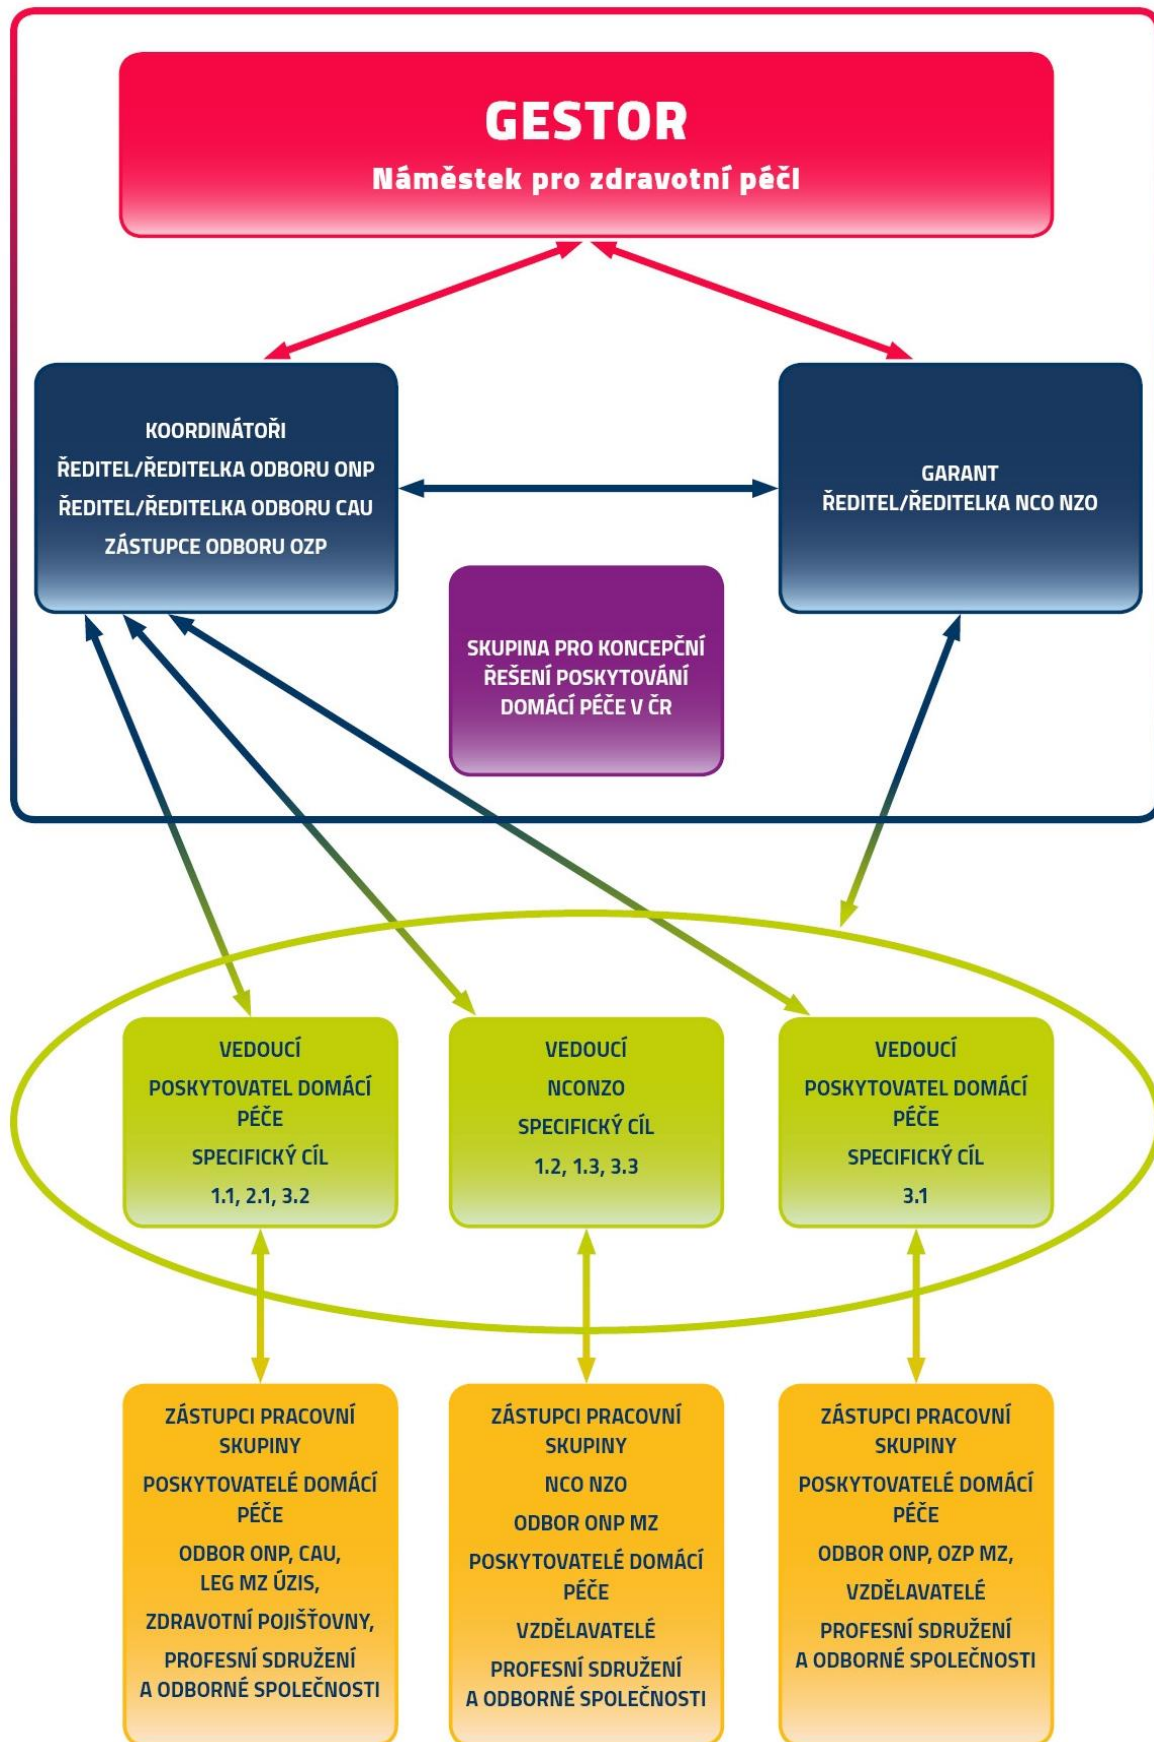 GESTOR
Náměstek pro zdravotní péčI
KOORDINÁTOŘI
ŘEDITEL/ŘEDITELKA ODBORU ONP
ŘEDITEL/ŘEDITELKA ODBORU CAU
ZÁSTUPCE ODBORU OZP
GARANT
ŘEDITEL/ŘEDITELKA NCO NZO
SKUPINA PRO KONCEPČNÍ
ŘEŠENÍ POSKYTOVÁNÍ
DOMÁCÍ PÉČE V ČR
VEDOUCÍ
POSKYTOVATEL DOMÁCÍ
PÉČE
SPECIFICKÝ CÍL
1.1, 2.1, 3.2
VEDOUCÍ
NCONZO
SPECIFICKÝ CÍL
1.2, 1.3, 3.3
VEDOUCÍ
POSKYTOVATEL DOMÁCÍ
PÉČE
SPECIFICKÝ CÍL
3.1
ZÁSTUPCI PRACOVNÍ
SKUPINY
POSKYTOVATELÉ DOMÁCÍ
PÉČE
ODBOR ONP, CAU,
LEG MZ ÚZIS,
ZDRAVOTNÍ POJIŠŤOVNY,
PROFESNÍ SDRUŽENÍ
A ODBORNÉ SPOLEČNOSTI
ZÁSTUPCI PRACOVNÍ
SKUPINY
NCO NZO
ODBOR ONP MZ
POSKYTOVATELÉ DOMÁCÍ
PÉČE
VZDĚLAVATELÉ
PROFESNÍ SDRUŽENÍ
A ODBORNÉ SPOLEČNOSTI
ZÁSTUPCI PRACOVNÍ
SKUPINY
POSKYTOVATELÉ DOMÁCÍ
PÉČE
ODBOR ONP, OZP MZ,
VZDĚLAVATELÉ
PROFESNÍ SDRUŽENÍ
A ODBORNÉ SPOLEČNOSTI